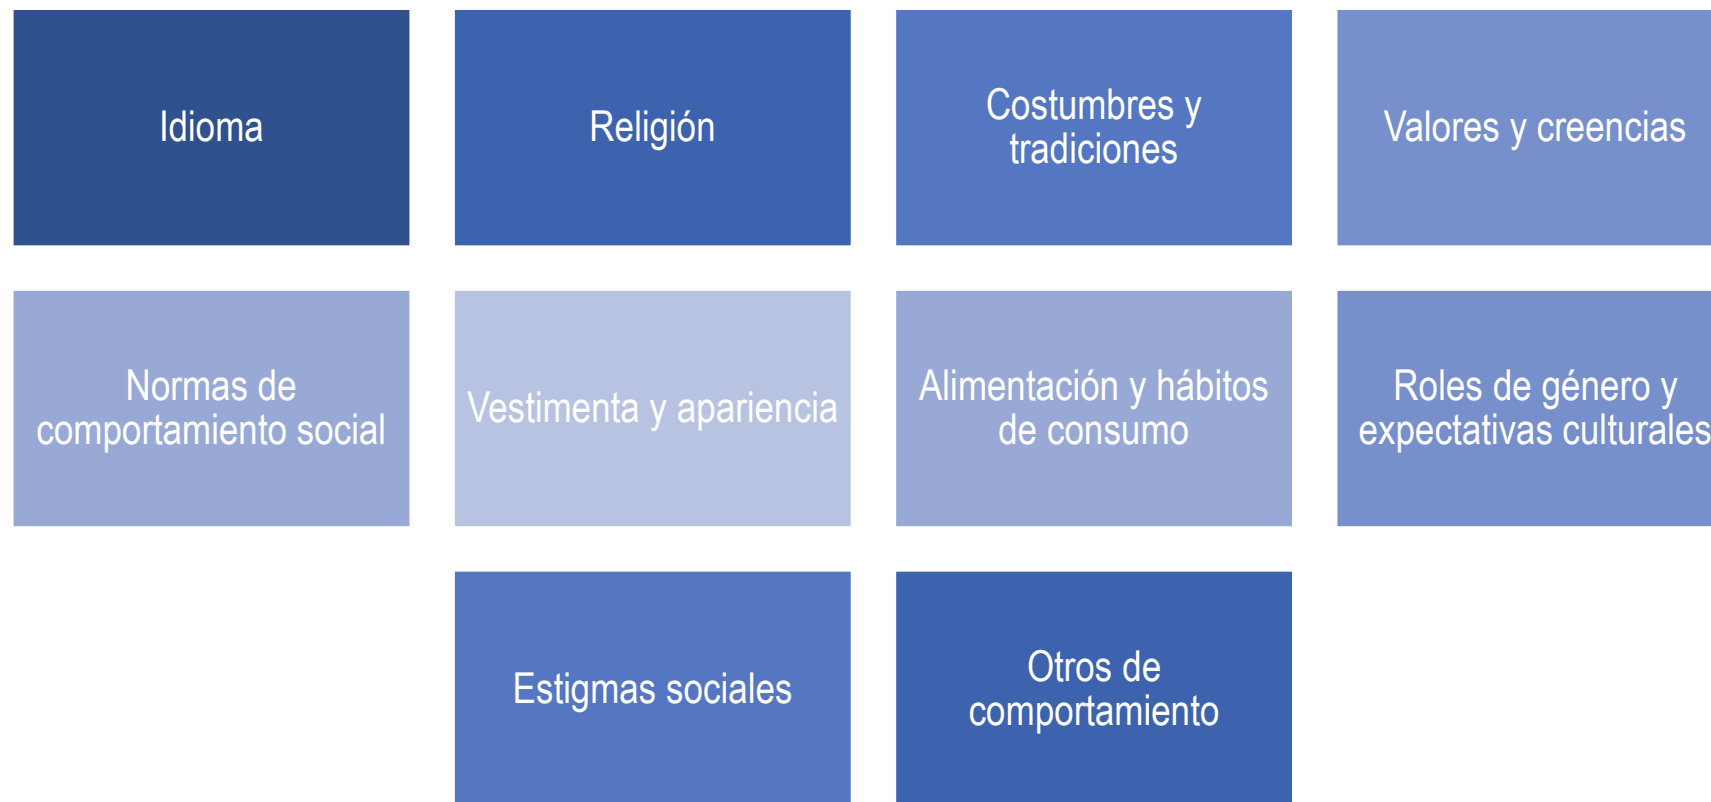 Idioma
Religión
Costumbres y
tradiciones
Valores y creencias
Normas de
comportamiento social
Vestimenta y apariencia
Alimentación y hábitos
de consumo
Roles de género y
expectativas culturales
Estigmas sociales
Otros de
comportamiento